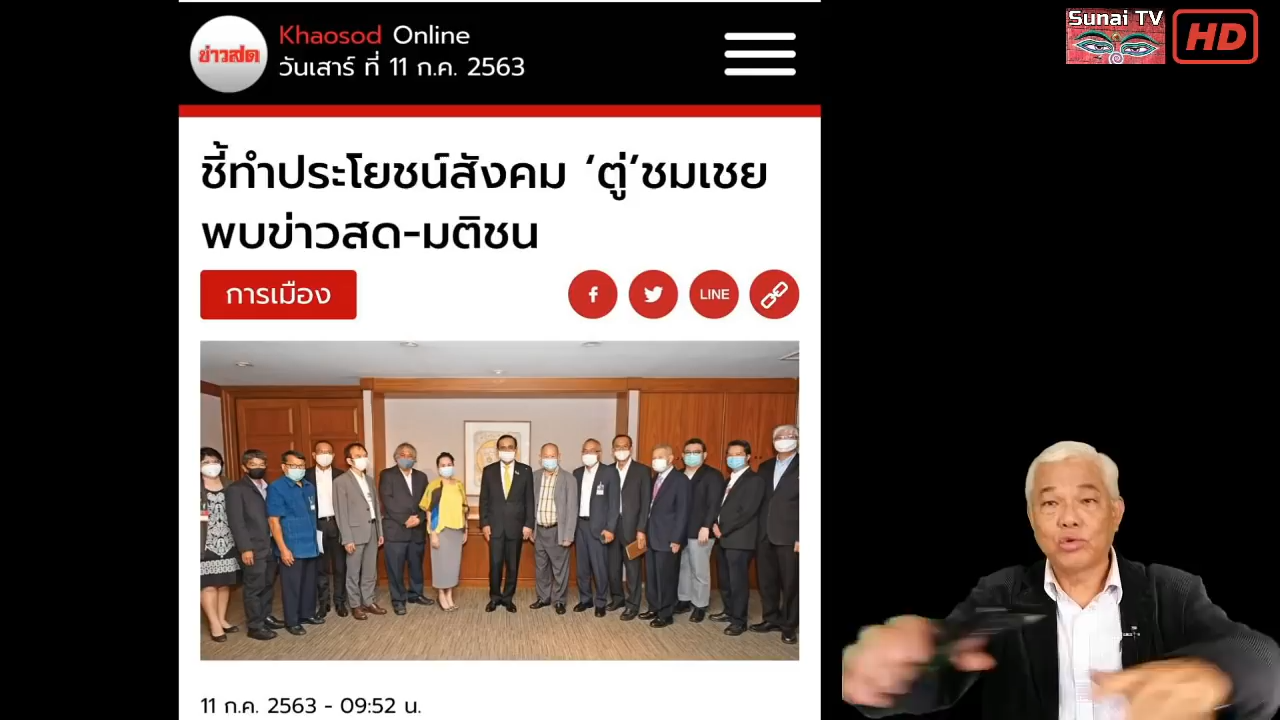 Sunai TV
HD
ข่าวสด
Khaosod Online
วันเสาร์ ที่ 11 ก.ค. 2563
ชี้ทำประโยชน์สังคม ‘ตู่’ชมเชย
พบข่าวสด-มติชน
การเมือง
LINE
11 ก.ค. 2563 - 09:52 น.